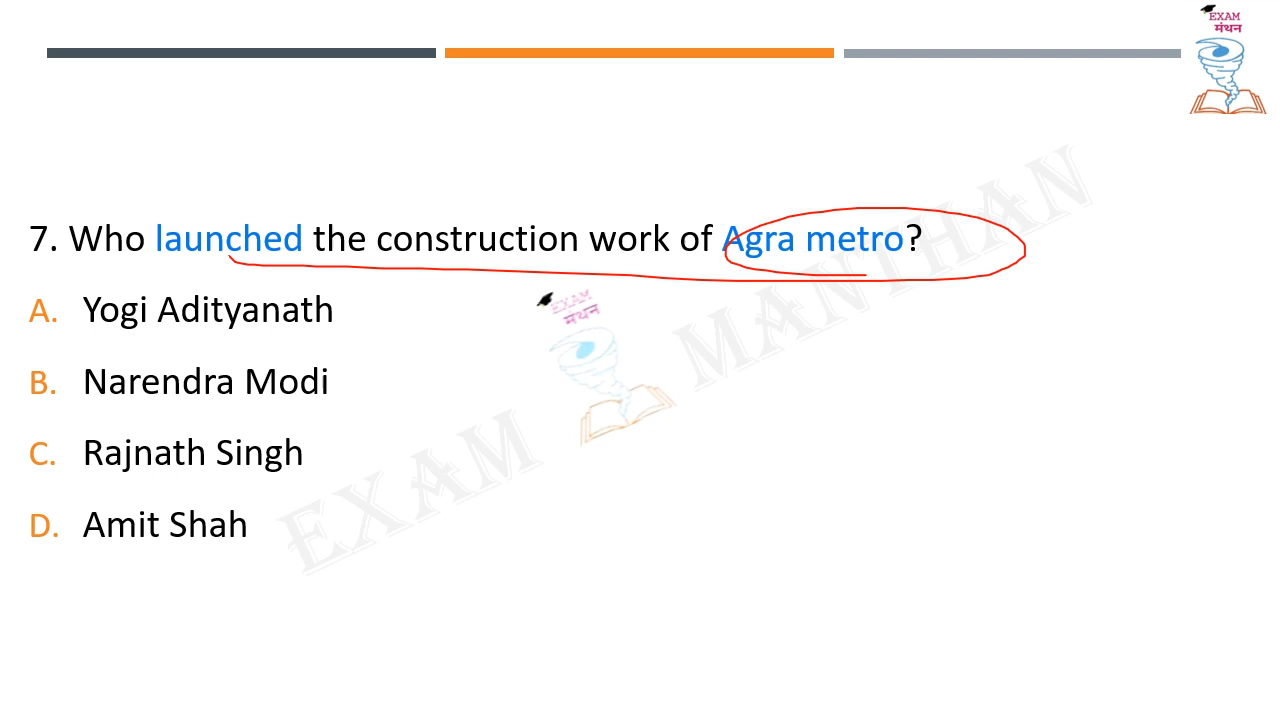 EXAM
मंथन
7. Who launched the construction work of Agra metro?
A. Yogi Adityanath
B. Narendra Modi
C. Rajnath Singh
D. Amit Shah
EXAM
मंथन
EXAM MANTHAN